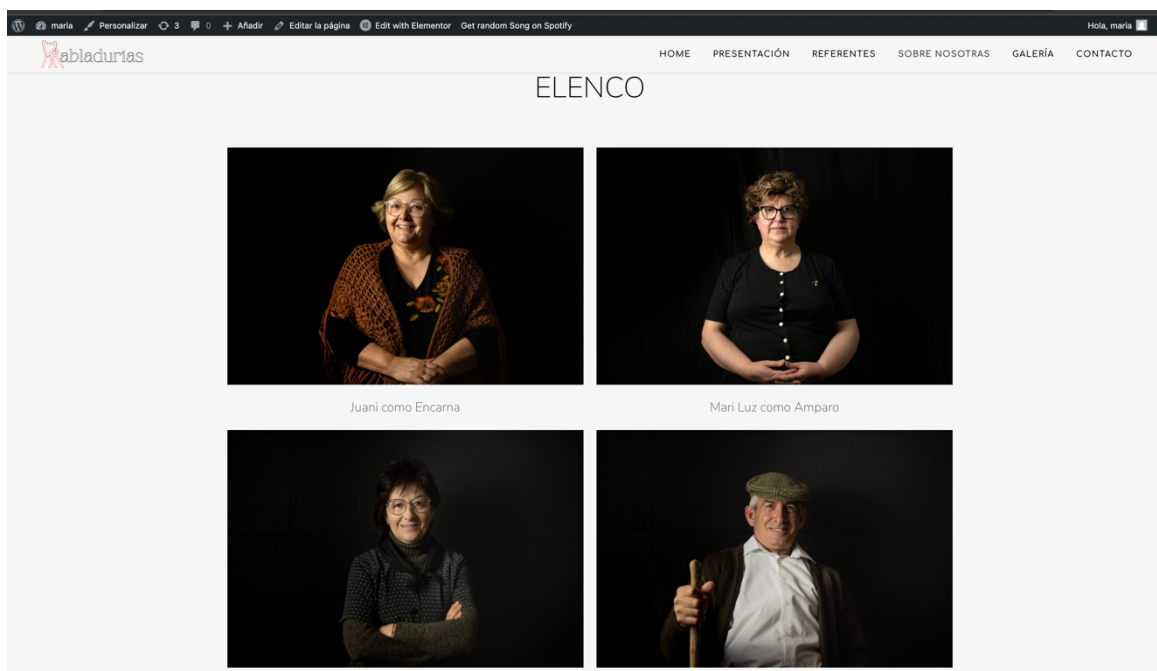 maria Personalizar 3 0 Añadir Editar la página Edit with Elementor Get random Song on Spotify Hola, maria
Habladurías HOME PRESENTACIÓN REFERENTES SOBRE NOSOTRAS GALERÍA CONTACTO
ELENCO
Juani como Encarna
Mari Luz como Amparo